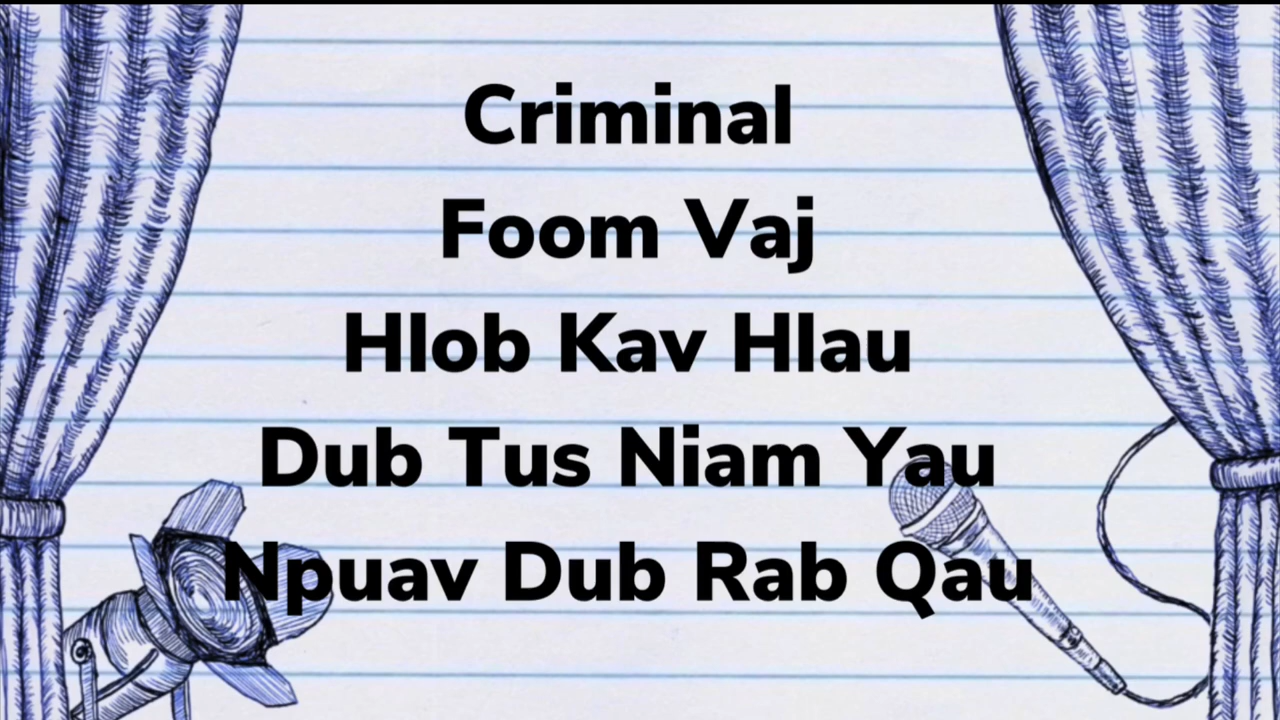 Criminal
Foom Vaj
Hlob Kav Hlau
Dub Tus Niam Yau
Npuav Dub Rab Qau